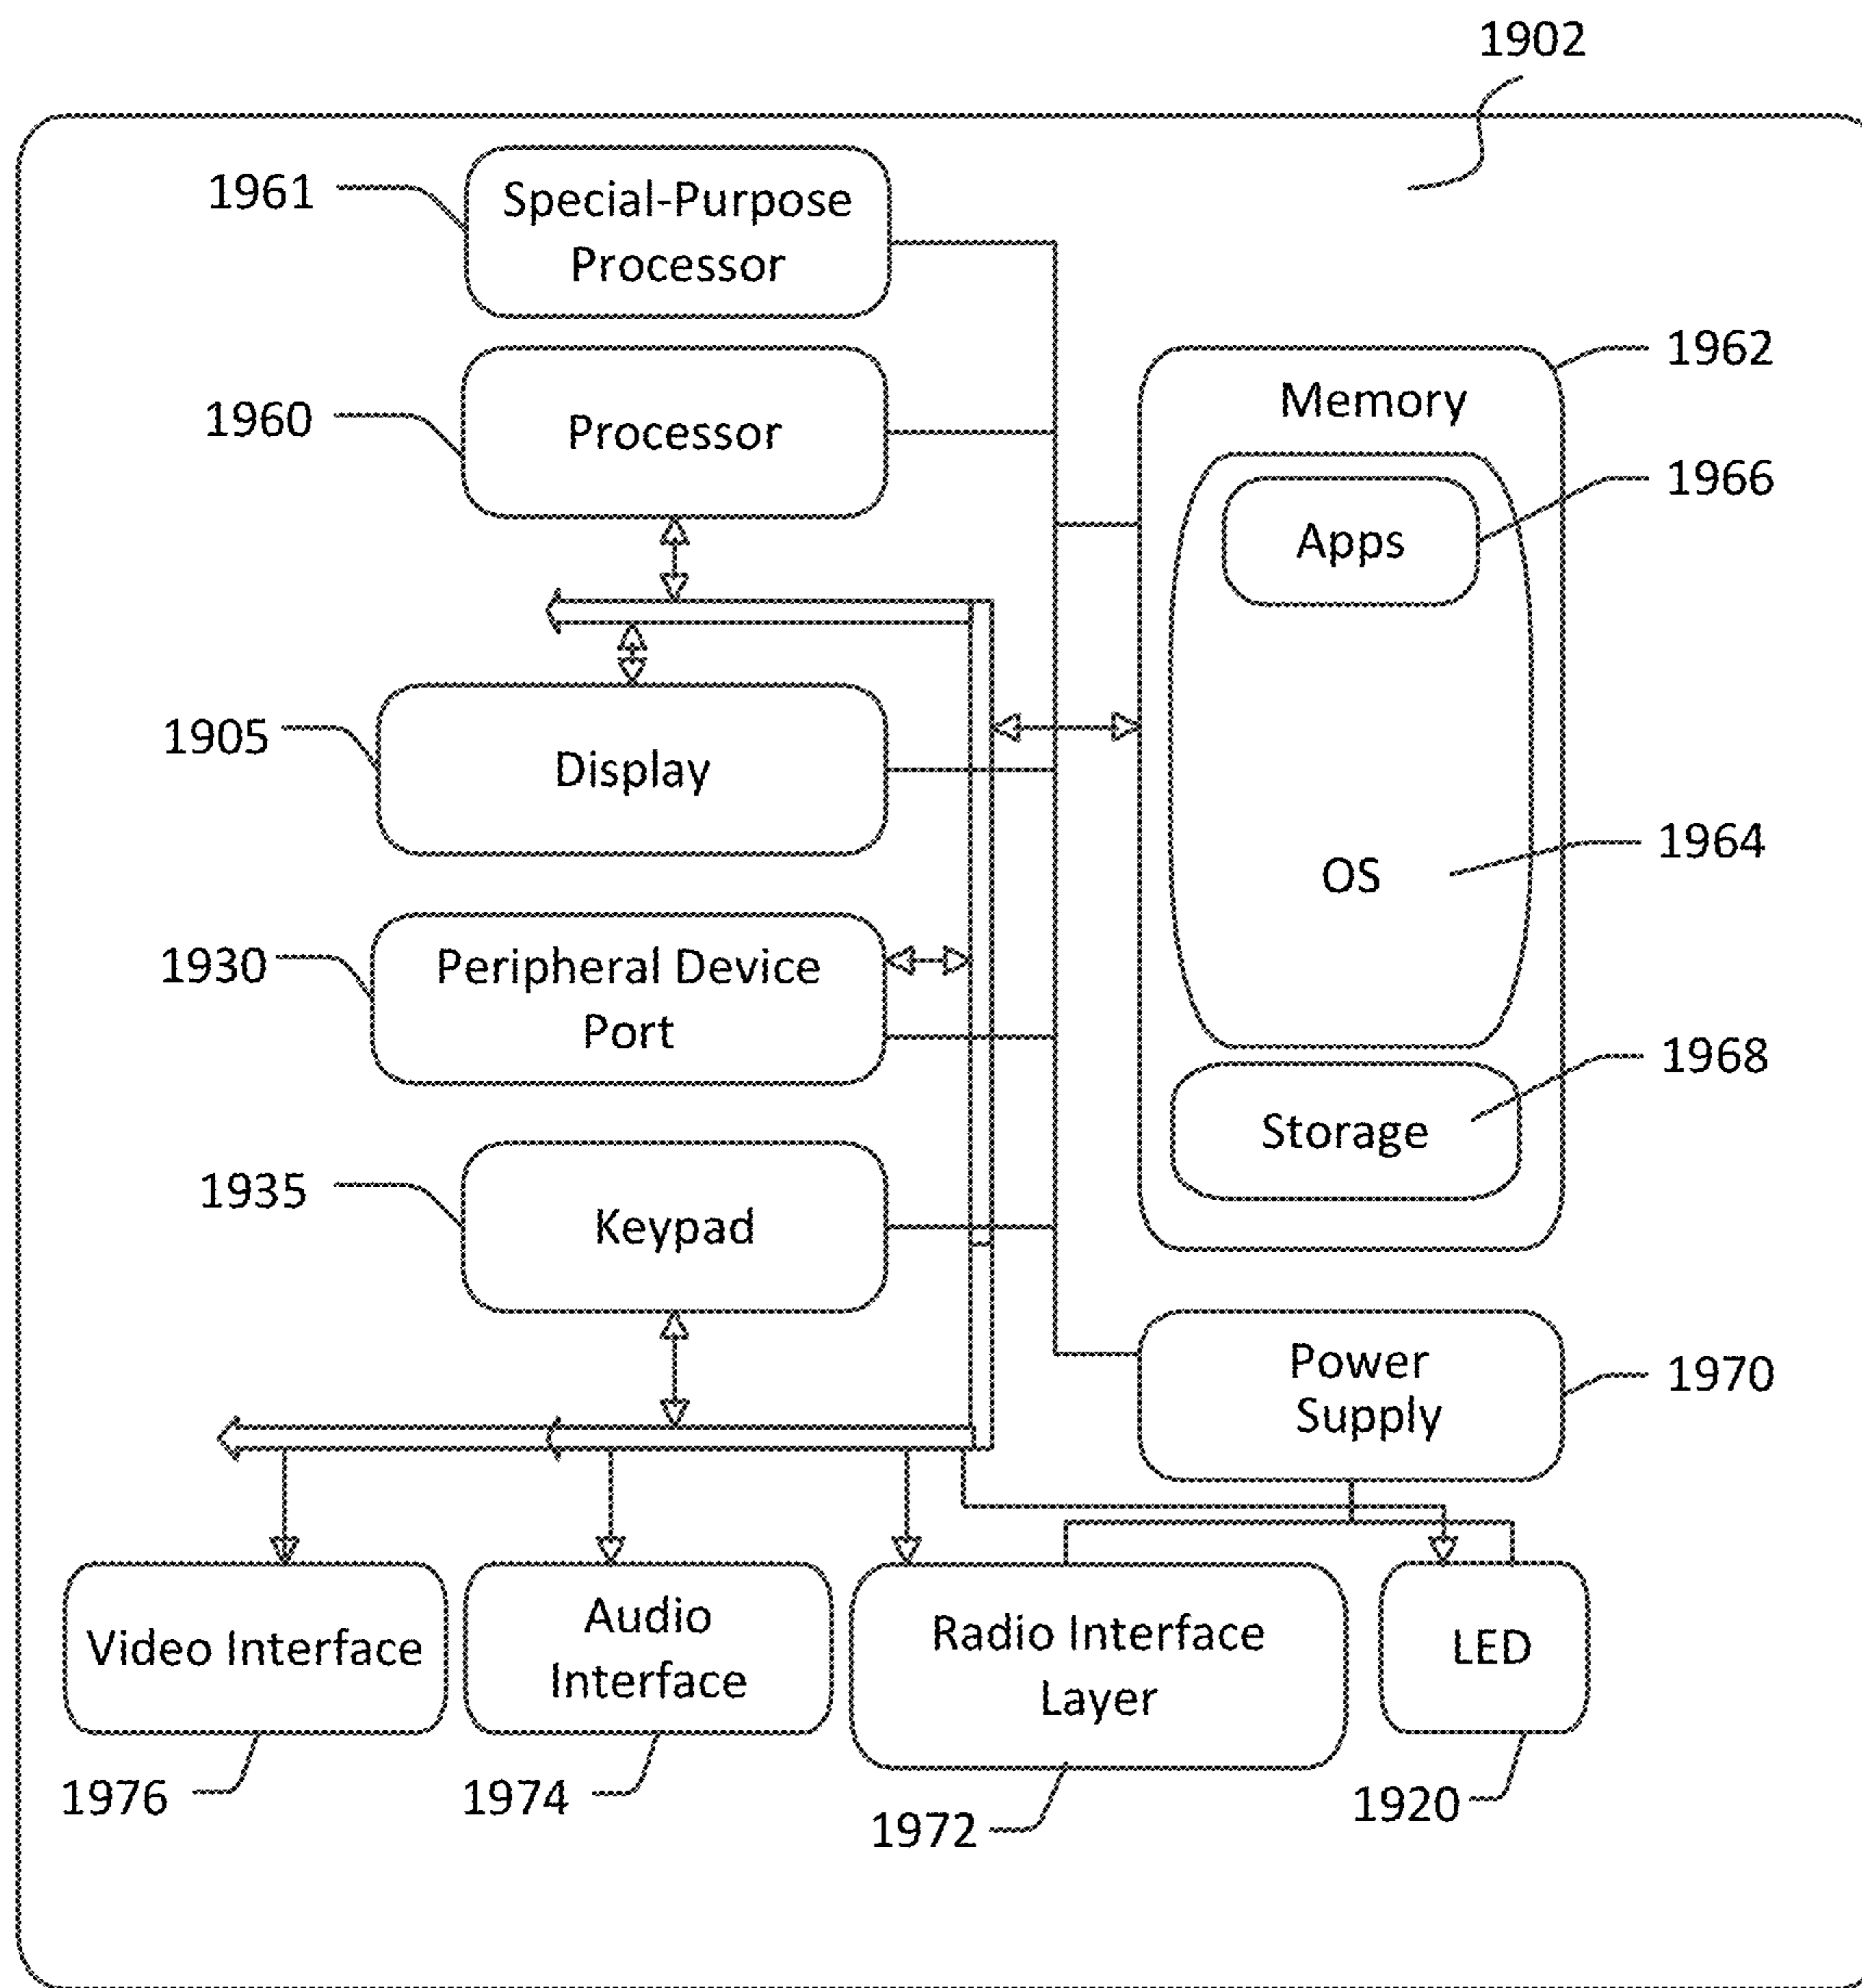 1902
1961
Special-Purpose
Processor
1962
Memory
1960
Processor
1966
Apps
1905
Display
1964
OS
1930
Peripheral Device
Port
1968
Storage
1935
Keypad
1970
Power
Supply
Video Interface
Audio
Interface
Radio Interface
Layer
LED
1976
1974
1972
1920